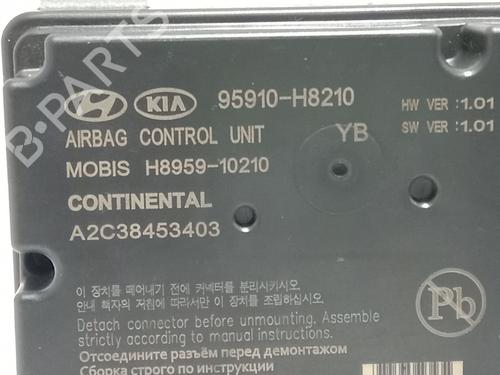 KIA 95910-H8210
HW VER : 1.01
SW VER : 1.01
AIRBAG CONTROL UNIT
YB
MOBIS H8959-10210
CONTINENTAL
A2C38453403
이 장치를 떼어내기 전에 커넥터를 분리시키시오.
안내 책자의 지침에 따라서만 이 장치를 조립하시오.
Detach connector before unmounting. Assemble
strictly according to manual instructions.
Отсоедините разъём перед демонтажом
Сборка строго по инструкции
Pb
B-PARTS